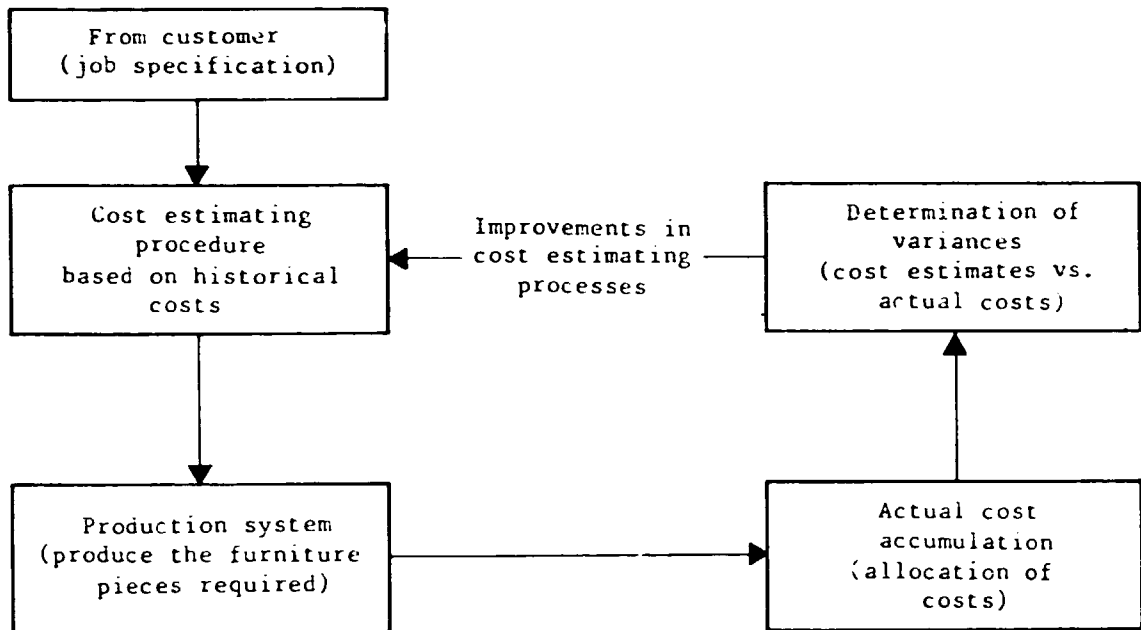 From customer
(job specification)
Cost estimating
procedure
based on historical
costs
Improvements in
cost estimating
processes
Determination of
variances
(cost estimates vs.
actual costs)
Production system
(produce the furniture
pieces required)
Actual cost
accumulation
(allocation of
costs)